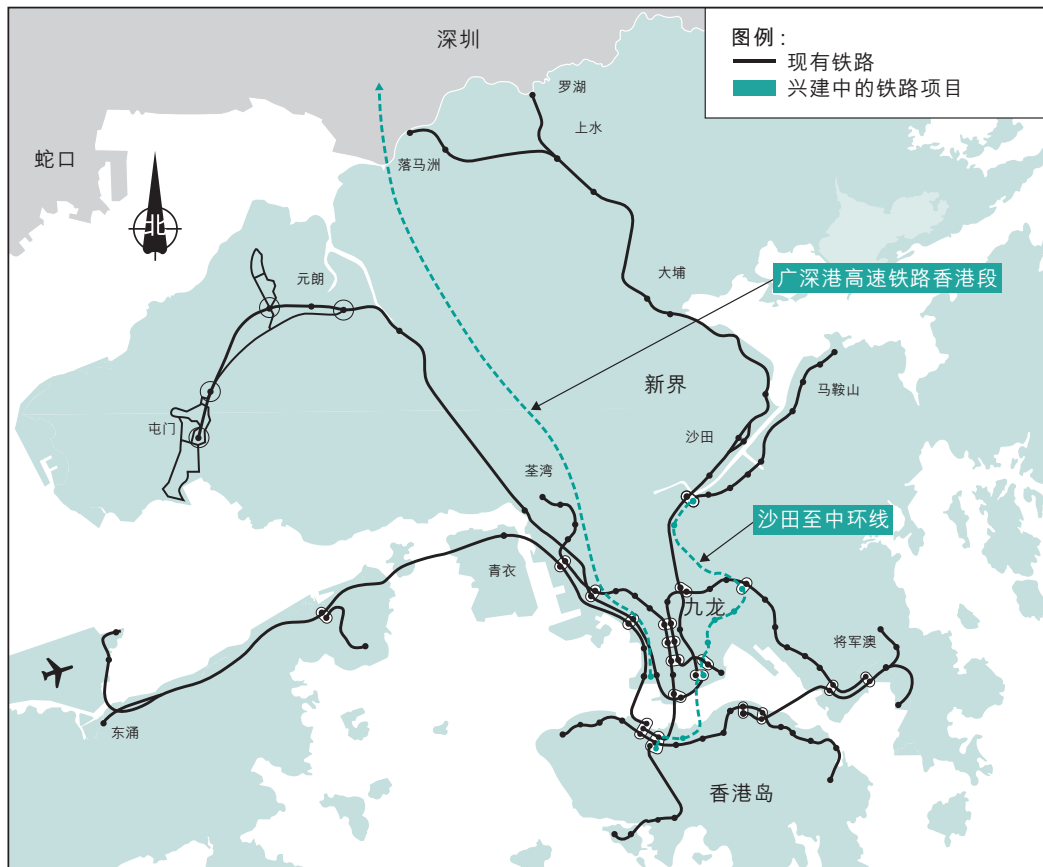 深圳
图例：
现有铁路
兴建中的铁路项目
罗湖
上水
蛇口
落马洲
北
元朗
大埔
广深港高速铁路香港段
新界
马鞍山
屯门
沙田
荃湾
沙田至中环线
青衣
九龙
将军澳
东涌
香港岛